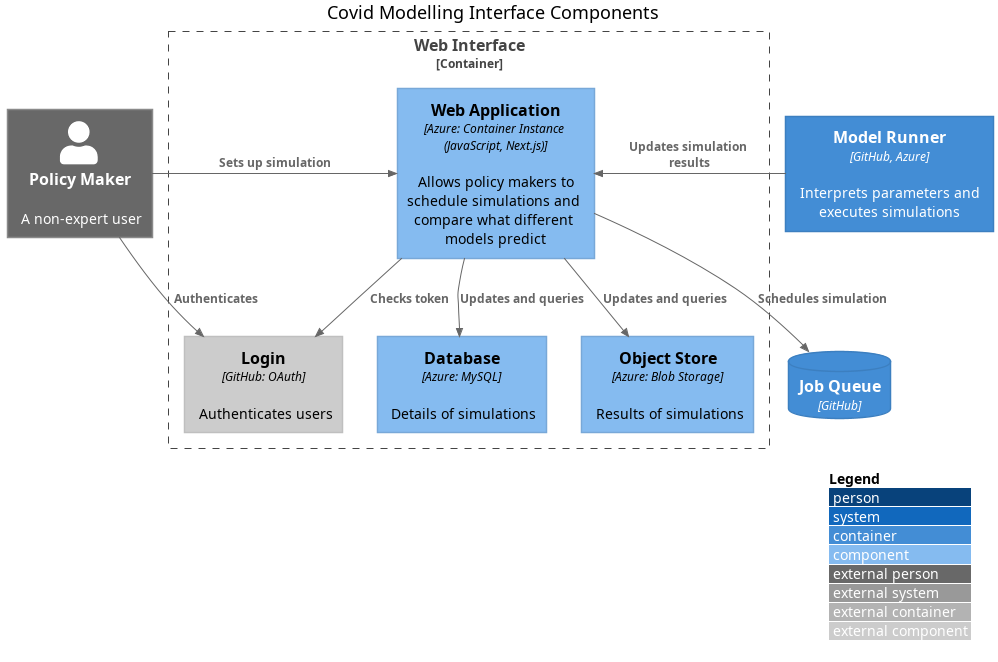 Covid Modelling Interface Components
Web Interface
[Container]
Web Application
[Azure: Container Instance
(JavaScript, Next.js)]
Allows policy makers to
schedule simulations and
compare what different
models predict
Policy Maker
A non-expert user
Sets up simulation
Updates simulation
results
Model Runner
[GitHub, Azure]
Interprets parameters and
executes simulations
Authenticates
Checks token
Updates and queries
Updates and queries
Schedules simulation
Login
[GitHub: OAuth]
Authenticates users
Database
[Azure: MySQL]
Details of simulations
Object Store
[Azure: Blob Storage]
Results of simulations
Job Queue
[GitHub]
Legend
person
system
container
component
external person
external system
external container
external component